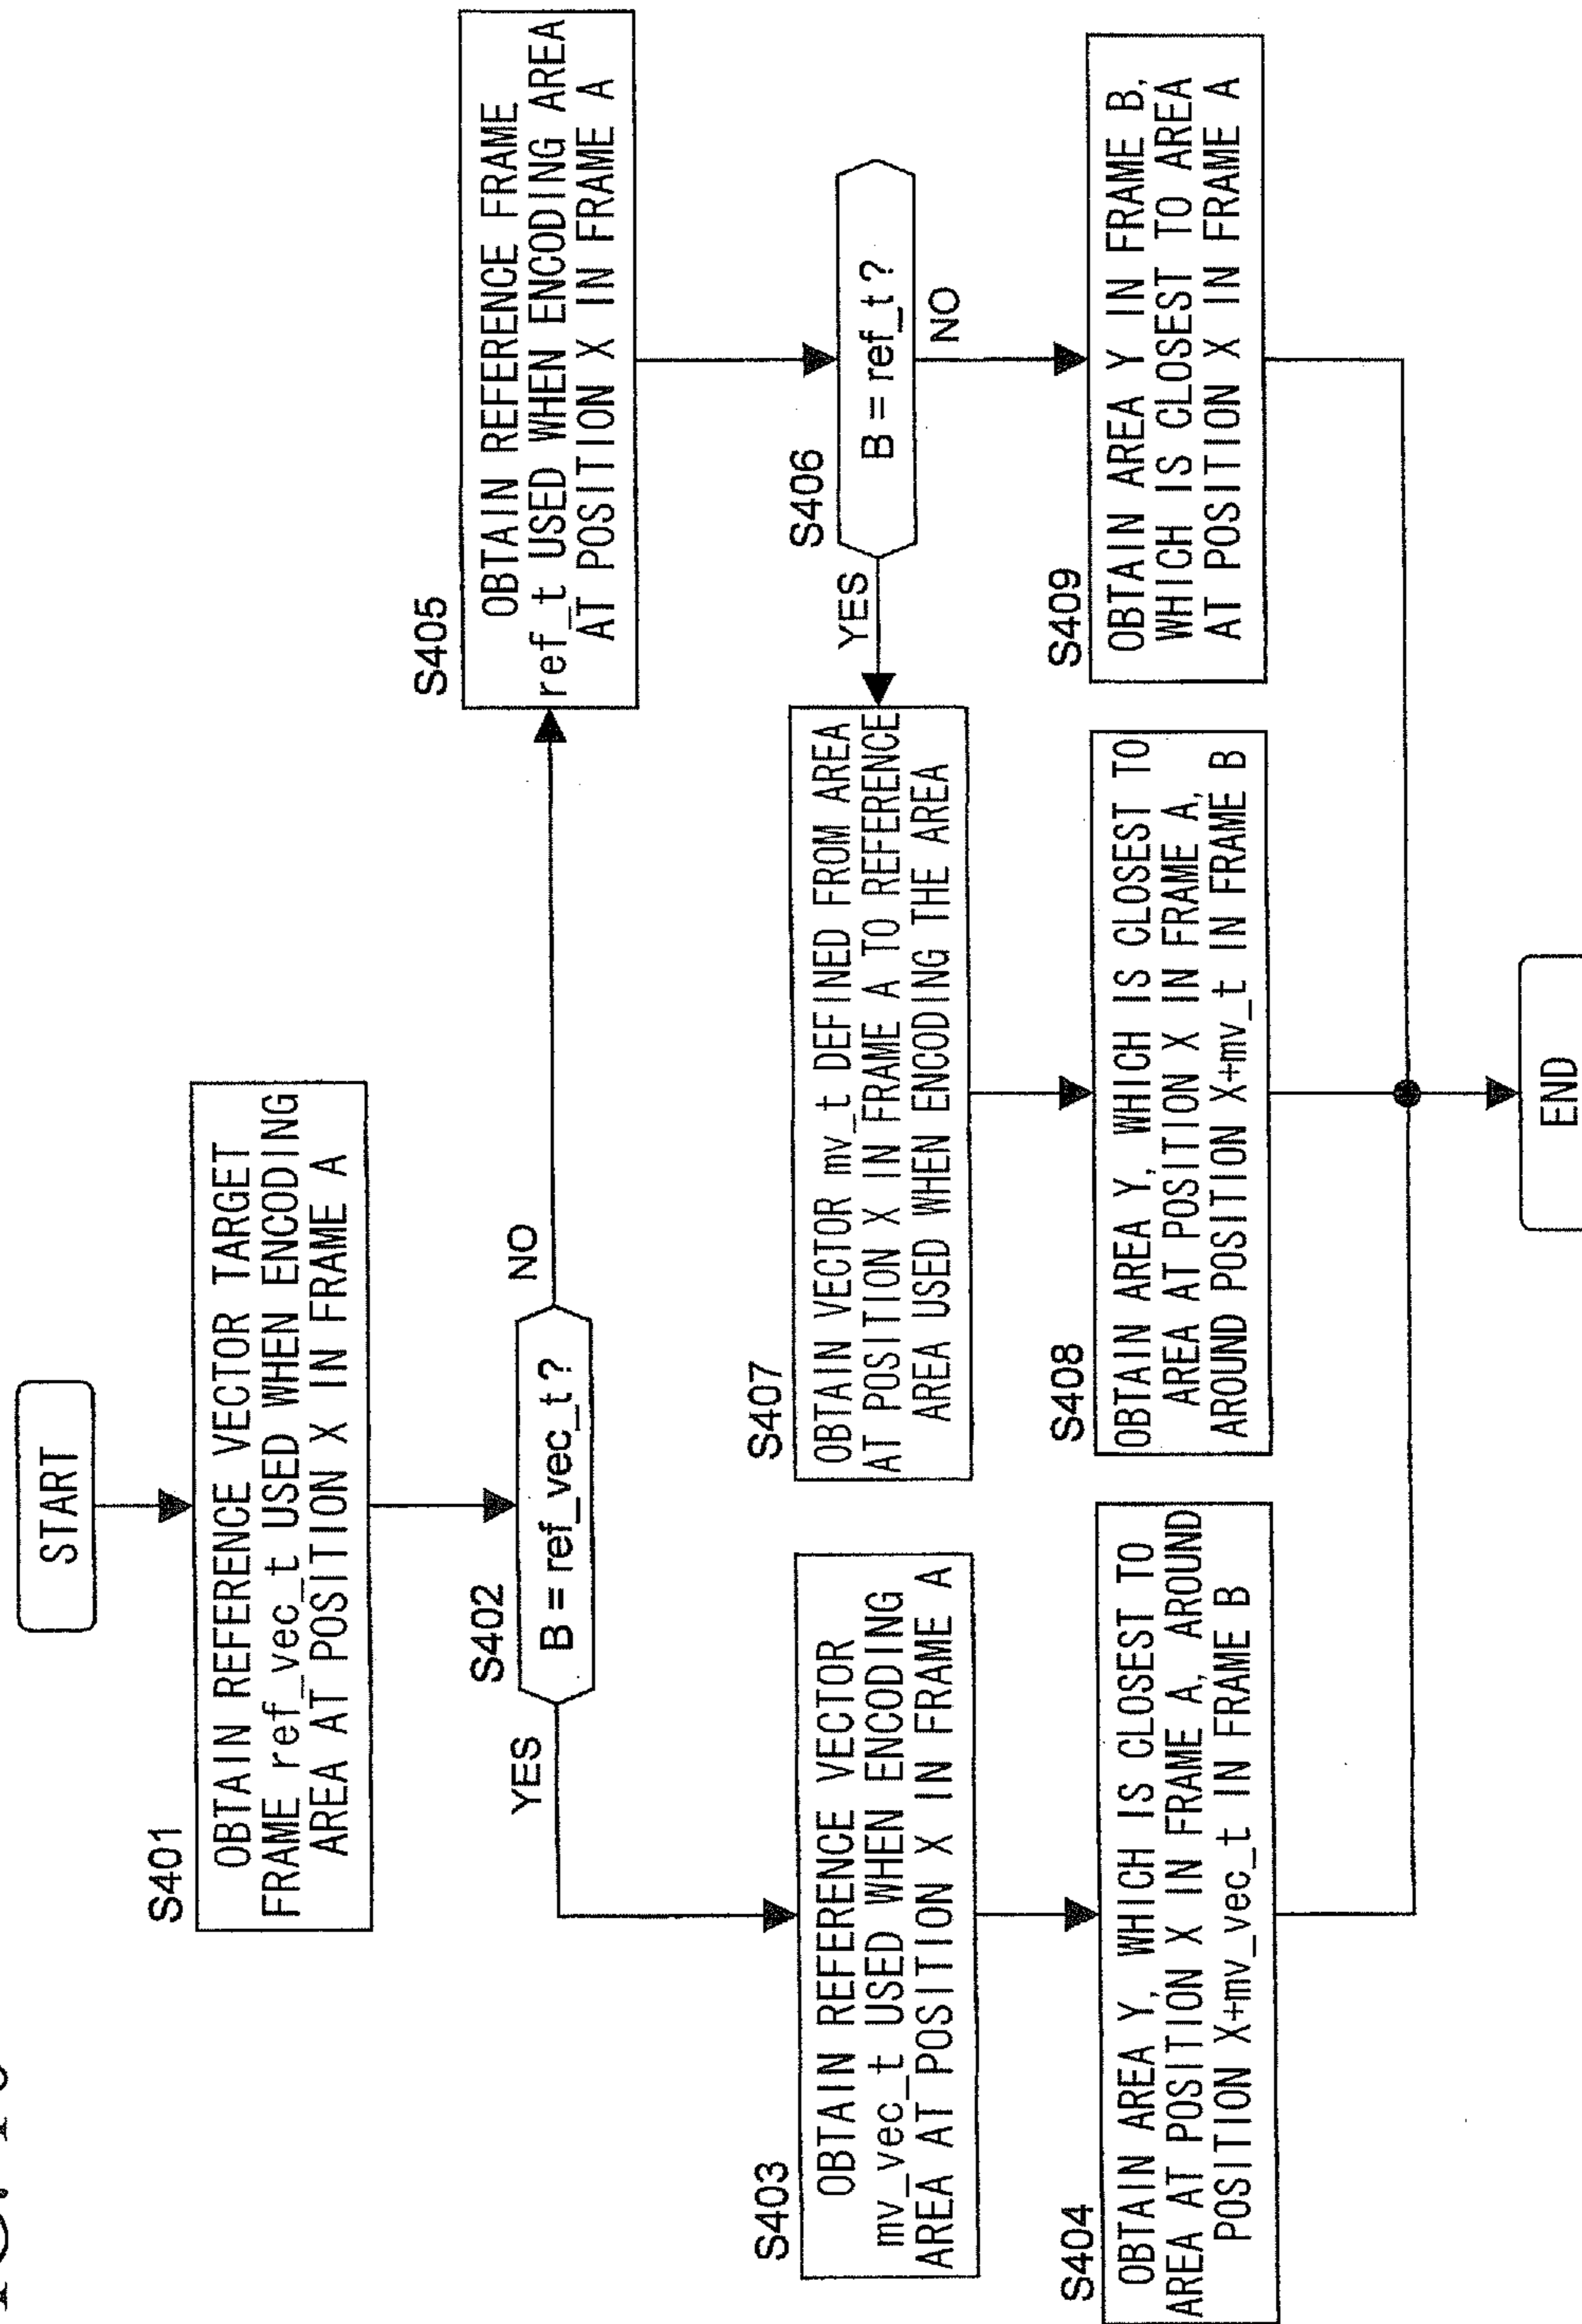 START
S401
OBTAIN REFERENCE VECTOR TARGET
FRAME ref_vec_t USED WHEN ENCODING
AREA AT POSITION X IN FRAME A
S402
B = ref_vec_t ?
YES
NO
S403
OBTAIN REFERENCE VECTOR
mv_vec_t USED WHEN ENCODING
AREA AT POSITION X IN FRAME A
S404
OBTAIN AREA Y, WHICH IS CLOSEST TO
AREA AT POSITION X IN FRAME A, AROUND
POSITION X+mv_vec_t IN FRAME B
S405
OBTAIN REFERENCE FRAME
ref_t USED WHEN ENCODING AREA
AT POSITION X IN FRAME A
S406
B = ref_t ?
YES
NO
S407
OBTAIN VECTOR mv_t DEFINED FROM AREA
AT POSITION X IN FRAME A TO REFERENCE
AREA USED WHEN ENCODING THE AREA
S408
OBTAIN AREA Y, WHICH IS CLOSEST TO
AREA AT POSITION X IN FRAME A,
AROUND POSITION X+mv_t IN FRAME B
S409
OBTAIN AREA Y IN FRAME B,
WHICH IS CLOSEST TO AREA
AT POSITION X IN FRAME A
END